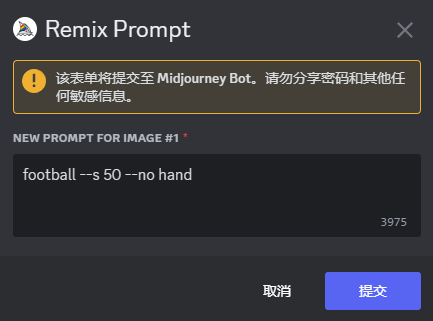 Remix Prompt
该表单将提交至 Midjourney Bot。请勿分享密码和其他任
何敏感信息。
NEW PROMPT FOR IMAGE #1 *
football --s 50 --no hand
3975
取消
提交